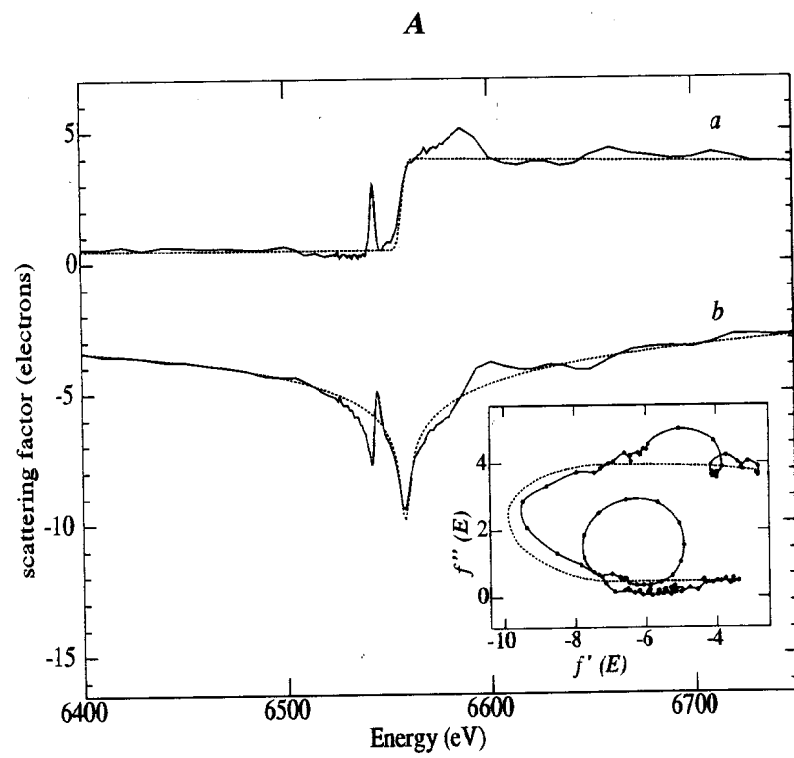 A
5
a
0
b
-5
-10
-15
scattering factor (electrons)
6400
6500
6600
6700
Energy (eV)
4
2
0
f'' (E)
-10
-8
-6
-4
f' (E)